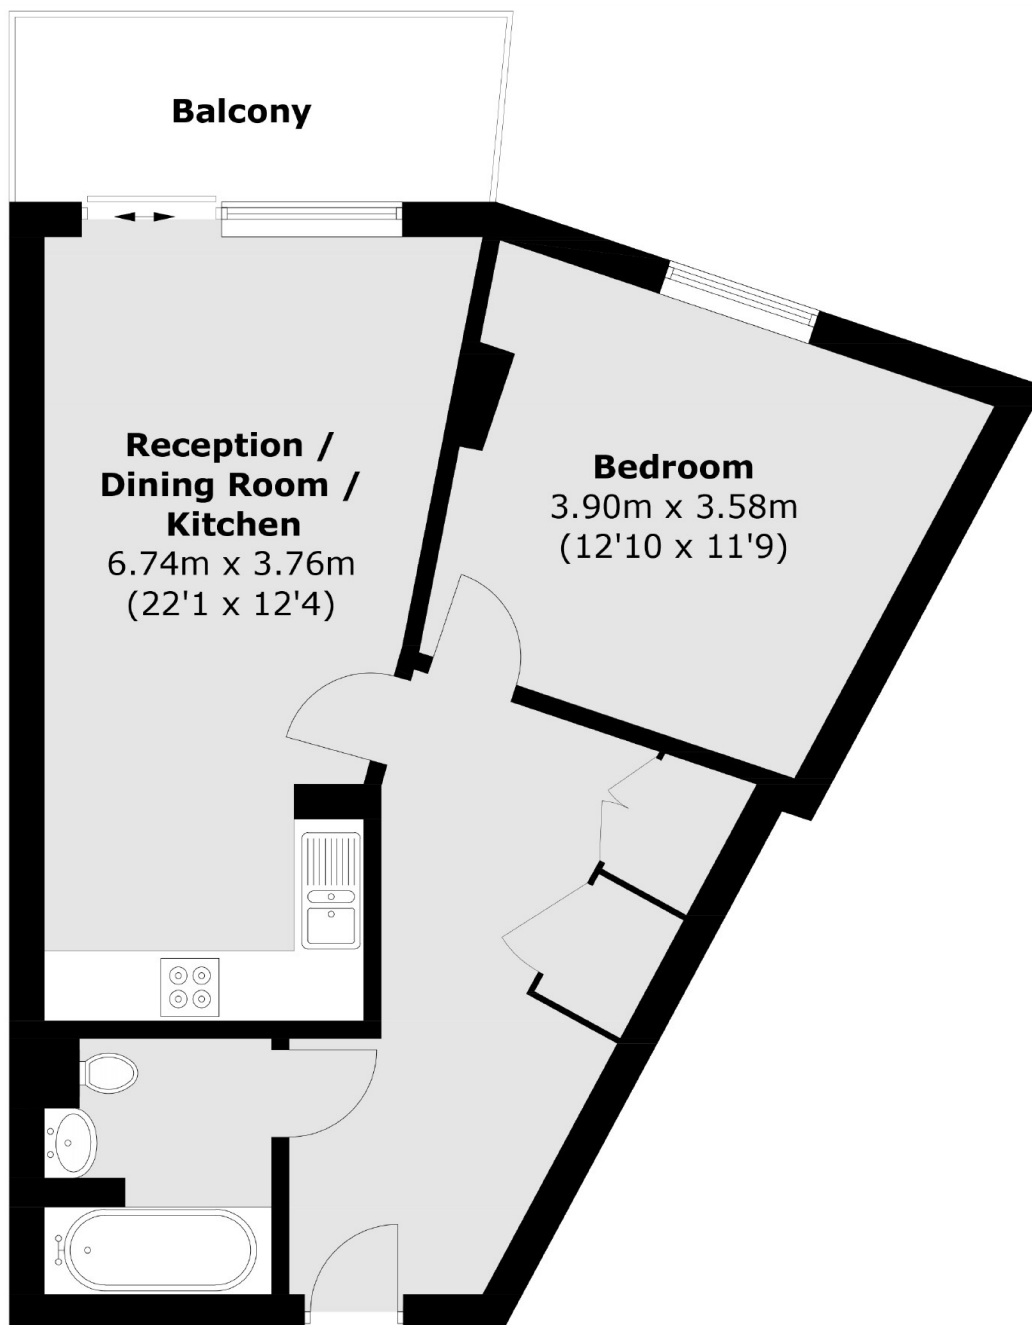 Balcony
Reception /
Dining Room /
Kitchen
6.74m x 3.76m
(22'1 x 12'4)
Bedroom
3.90m x 3.58m
(12'10 x 11'9)